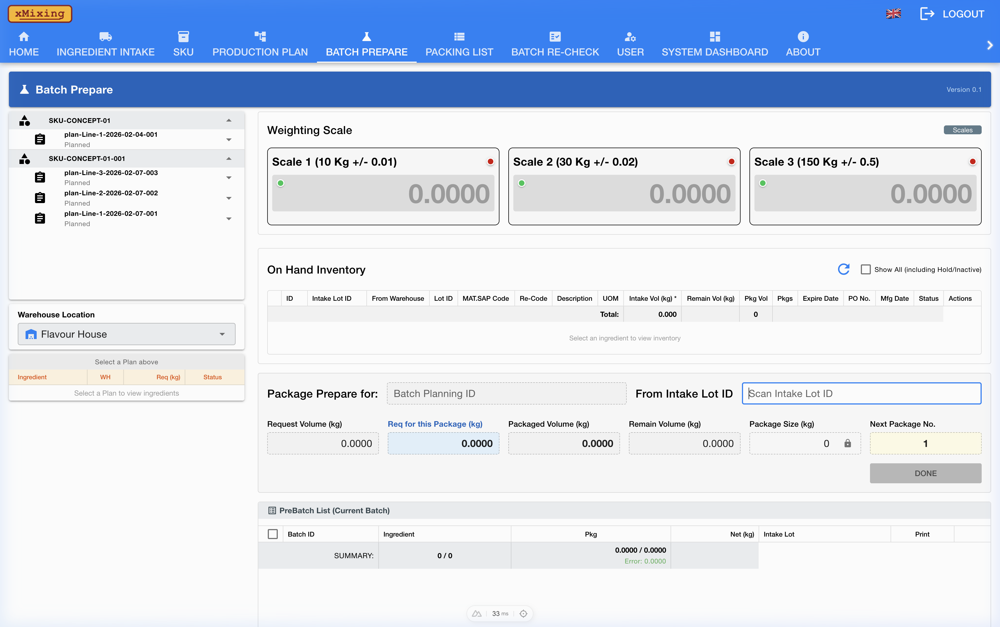 xMixing
LOGOUT
HOME
INGREDIENT INTAKE
SKU
PRODUCTION PLAN
BATCH PREPARE
PACKING LIST
BATCH RE-CHECK
USER
SYSTEM DASHBOARD
ABOUT
Batch Prepare
Version 0.1
SKU-CONCEPT-01
plan-Line-1-2026-02-04-001
Planned
SKU-CONCEPT-01-001
plan-Line-3-2026-02-07-003
Planned
plan-Line-2-2026-02-07-002
Planned
plan-Line-1-2026-02-07-001
Planned
Warehouse Location
Flavour House
Select a Plan above
Ingredient WH Req (kg) Status
Select a Plan to view ingredients
Weighting Scale
Scales
Scale 1 (10 Kg +/- 0.01)
0.0000
Scale 2 (30 Kg +/- 0.02)
0.0000
Scale 3 (150 Kg +/- 0.5)
0.0000
On Hand Inventory
Show All (including Hold/Inactive)
ID Intake Lot ID From Warehouse Lot ID MAT.SAP Code Re-Code Description UOM Intake Vol (kg) * Remain Vol (kg) Pkg Vol Pkgs Expire Date PO No. Mfg Date Status Actions
Total: 0.000 0
Select an ingredient to view inventory
Package Prepare for: Batch Planning ID From Intake Lot ID Scan Intake Lot ID
Request Volume (kg) Req for this Package (kg) Packaged Volume (kg) Remain Volume (kg) Package Size (kg) Next Package No.
0.0000 0.0000 0.0000 0.0000 0 1
DONE
PreBatch List (Current Batch)
Batch ID Ingredient Pkg Net (kg) Intake Lot Print
SUMMARY: 0 / 0 0.0000 / 0.0000
Error: 0.0000
33 ms